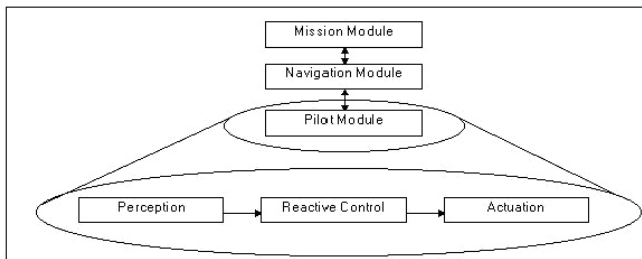 Mission Module
Navigation Module
Pilot Module
Perception
Reactive Control
Actuation